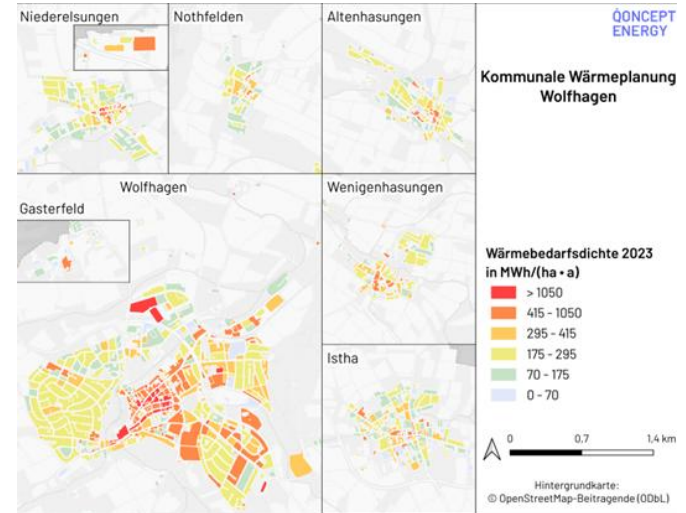 Niederelsungen
Nothfelden
Altenhasungen
QONCEPT
ENERGY
Kommunale Wärmeplanung
Wolfhagen
Wolfhagen
Gasterfeld
Wenigenhasungen
Istha
Wärmebedarfsdichte 2023
in MWh/(ha • a)
> 1050
415 - 1050
295 - 415
175 - 295
70 - 175
0 - 70
0 0,7 1,4 km
Hintergrundkarte:
© OpenStreetMap-Beitragende (ODbL)